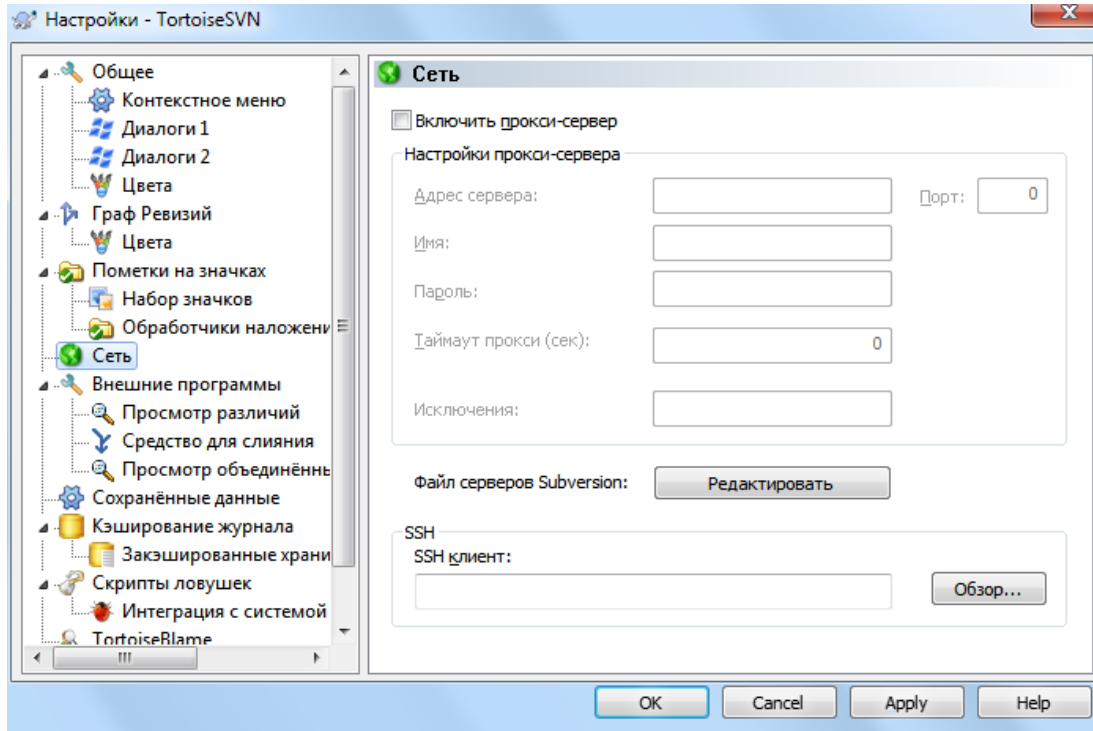 Настройки - TortoiseSVN
Общее
Контекстное меню
Диалоги 1
Диалоги 2
Цвета
Граф Ревизий
Цвета
Пометки на значках
Набор значков
Обработчики наложени
Сеть
Внешние программы
Просмотр различий
Средство для слияния
Просмотр объединённь
Сохранённые данные
Кэширование журнала
Закэшированные храни
Скрипты ловушек
Интеграция с системой
TortoiseBlame
Сеть
Включить прокси-сервер
Настройки прокси-сервера
Адрес сервера:
Порт: 0
Имя:
Пароль:
Таймаут прокси (сек): 0
Исключения:
Файл серверов Subversion: Редактировать
SSH
SSH клиент:
Обзор...
OK Cancel Apply Help